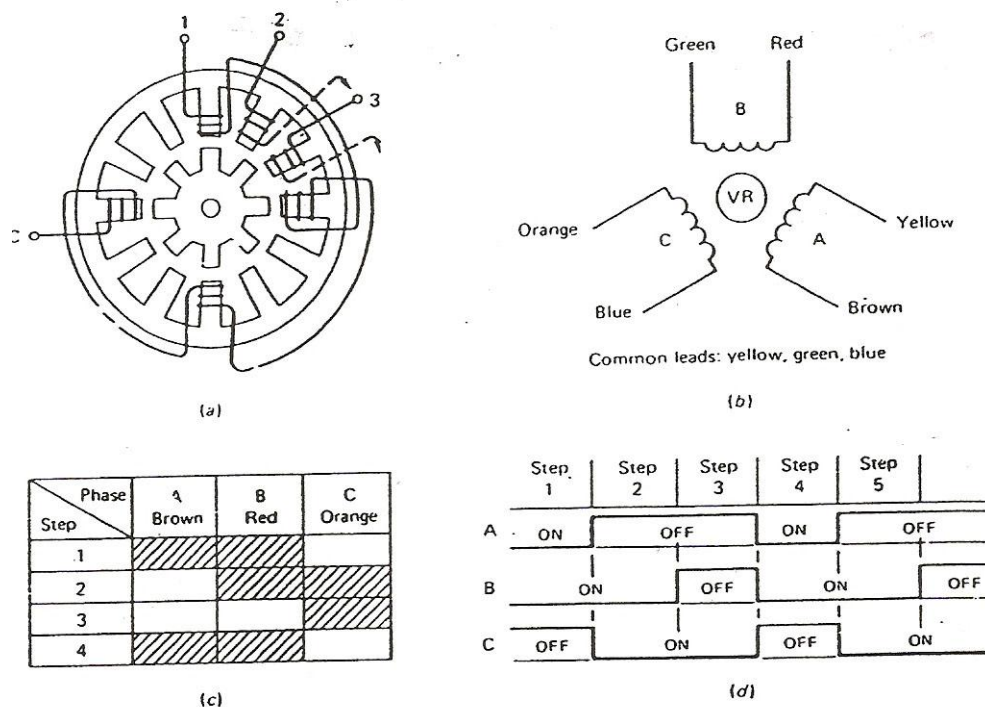 1
2
3
C
(a)
Green Red
B
VR
Orange
C
A
Yellow
Blue
Brown
Common leads: yellow, green, blue
(b)
Phase
Step
A
Brown
B
Red
C
Orange
1
2
3
4
(c)
Step
1
Step
2
Step
3
Step
4
Step
5
A ON OFF ON OFF
B ON OFF ON OFF
C OFF ON OFF ON
(d)